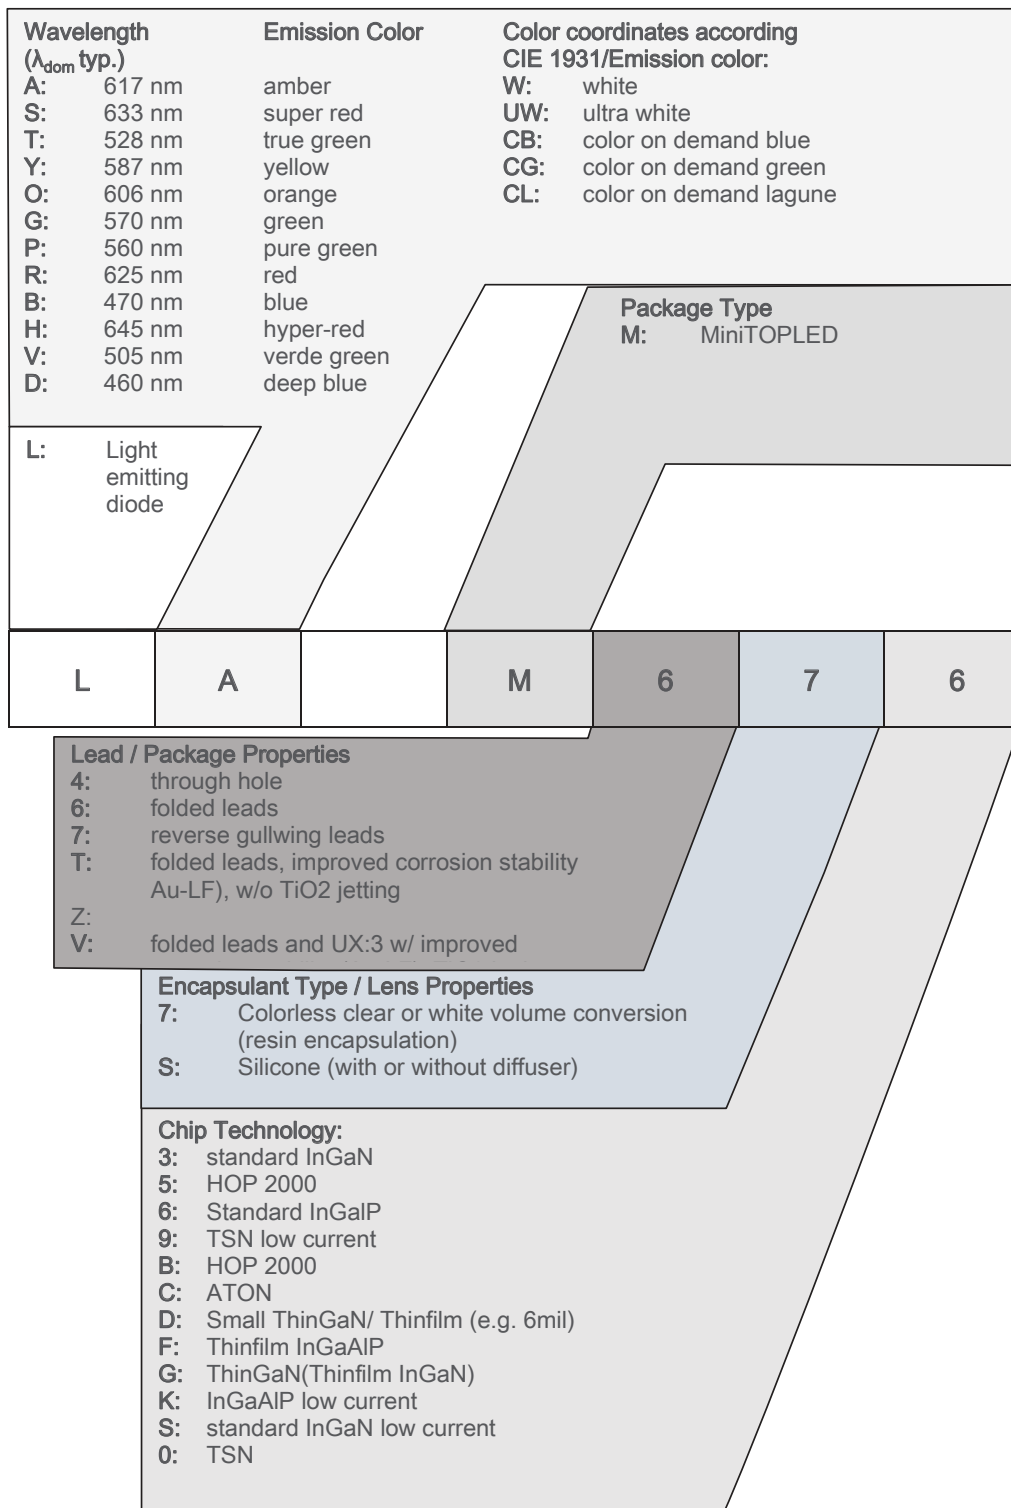 Wavelength Emission Color Color coordinates according
(λdom typ.) CIE 1931/Emission color:
A: 617 nm amber W: white
S: 633 nm super red UW: ultra white
T: 528 nm true green CB: color on demand blue
Y: 587 nm yellow CG: color on demand green
O: 606 nm orange CL: color on demand lagune
G: 570 nm green
P: 560 nm pure green
R: 625 nm red
B: 470 nm blue
H: 645 nm hyper-red
V: 505 nm verde green
D: 460 nm deep blue
Package Type
M: MiniTOPLED
L: Light
emitting
diode
L A M 6 7 6
Lead / Package Properties
4: through hole
6: folded leads
7: reverse gullwing leads
T: folded leads, improved corrosion stability
Au-LF), w/o TiO2 jetting
Z:
V: folded leads and UX:3 w/ improved
Encapsulant Type / Lens Properties
7: Colorless clear or white volume conversion
(resin encapsulation)
S: Silicone (with or without diffuser)
Chip Technology:
3: standard InGaN
5: HOP 2000
6: Standard InGalP
9: TSN low current
B: HOP 2000
C: ATON
D: Small ThinGaN/ Thinfilm (e.g. 6mil)
F: Thinfilm InGaAlP
G: ThinGaN(Thinfilm InGaN)
K: InGaAlP low current
S: standard InGaN low current
0: TSN